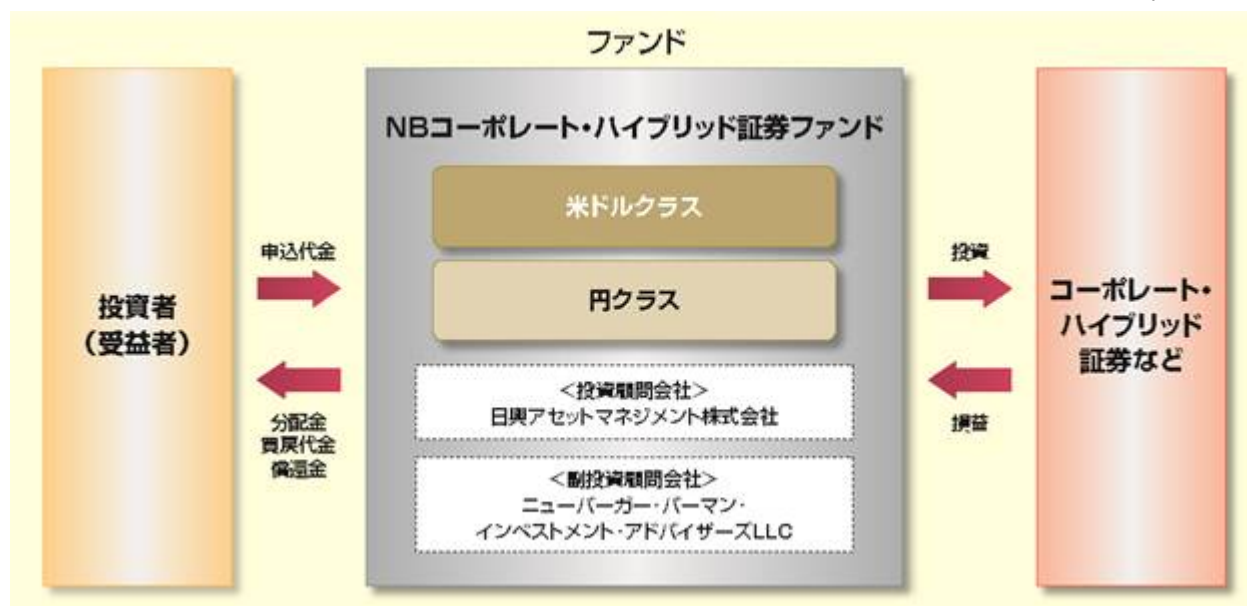 ファンド
投資者
（受益者）
申込代金
分配金
買戻代金
償還金
NBコーポレート・ハイブリッド証券ファンド
米ドルクラス
円クラス
＜投資顧問会社＞
日興アセットマネジメント株式会社
＜副投資顧問会社＞
ニューバーガー・バーマン・
インベストメント・アドバイザーズLLC
投資
損益
コーポレート・
ハイブリッド
証券など